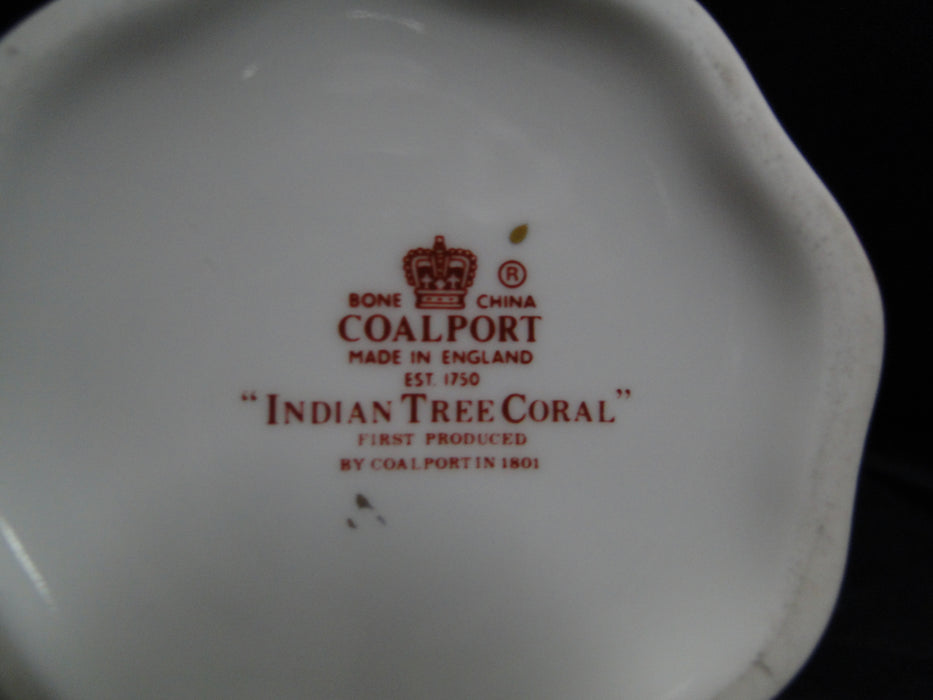 ®
BONE CHINA
COALPORT
MADE IN ENGLAND
EST. 1750
“INDIAN TREE CORAL”
FIRST PRODUCED
BY COALPORT IN 1801